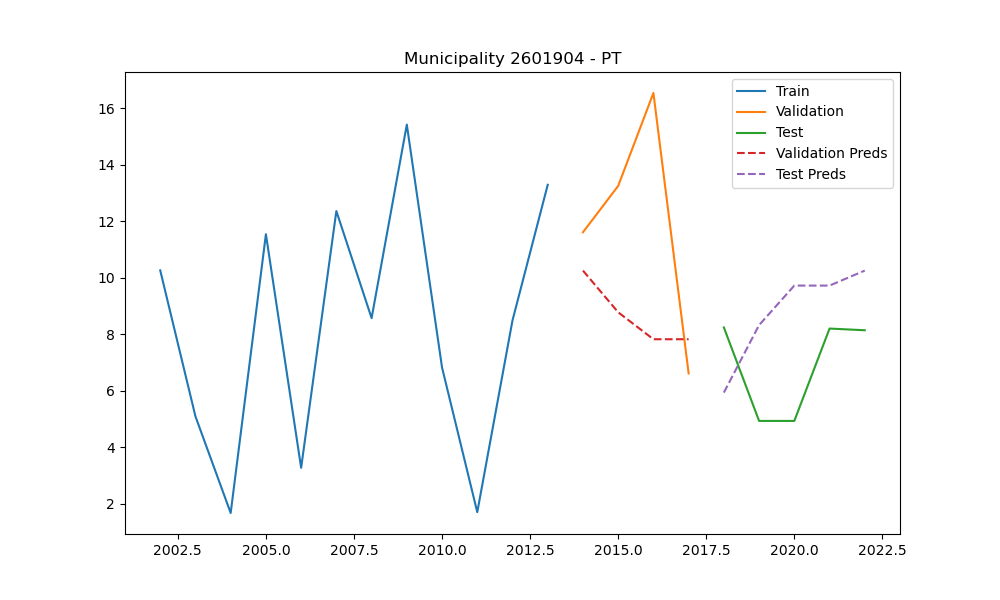 Municipality 2601904 - PT
Train
Validation
Test
Validation Preds
Test Preds
16
14
12
10
8
6
4
2
2002.5 2005.0 2007.5 2010.0 2012.5 2015.0 2017.5 2020.0 2022.5